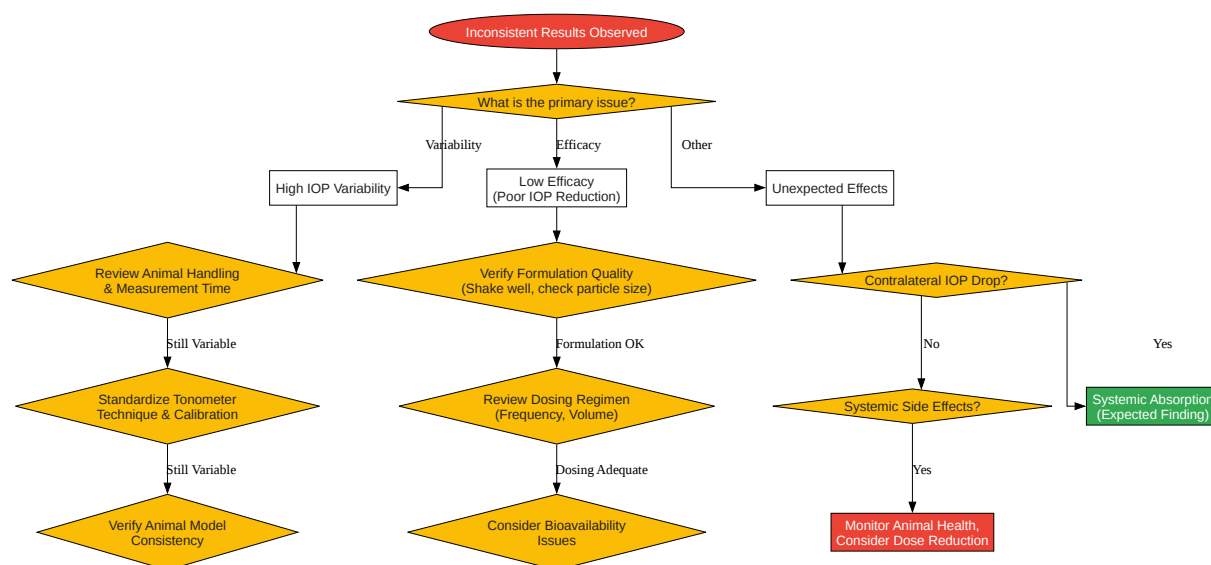 Inconsistent Results Observed
What is the primary issue?
Variability
Efficacy
Other
High IOP Variability
Low Efficacy
(Poor IOP Reduction)
Unexpected Effects
Review Animal Handling
& Measurement Time
Verify Formulation Quality
(Shake well, check particle size)
Contralateral IOP Drop?
Still Variable
Formulation OK
No
Yes
Standardize Tonometer
Technique & Calibration
Review Dosing Regimen
(Frequency, Volume)
Systemic Side Effects?
Systemic Absorption
(Expected Finding)
Still Variable
Dosing Adequate
Yes
Verify Animal Model
Consistency
Consider Bioavailability
Issues
Monitor Animal Health,
Consider Dose Reduction